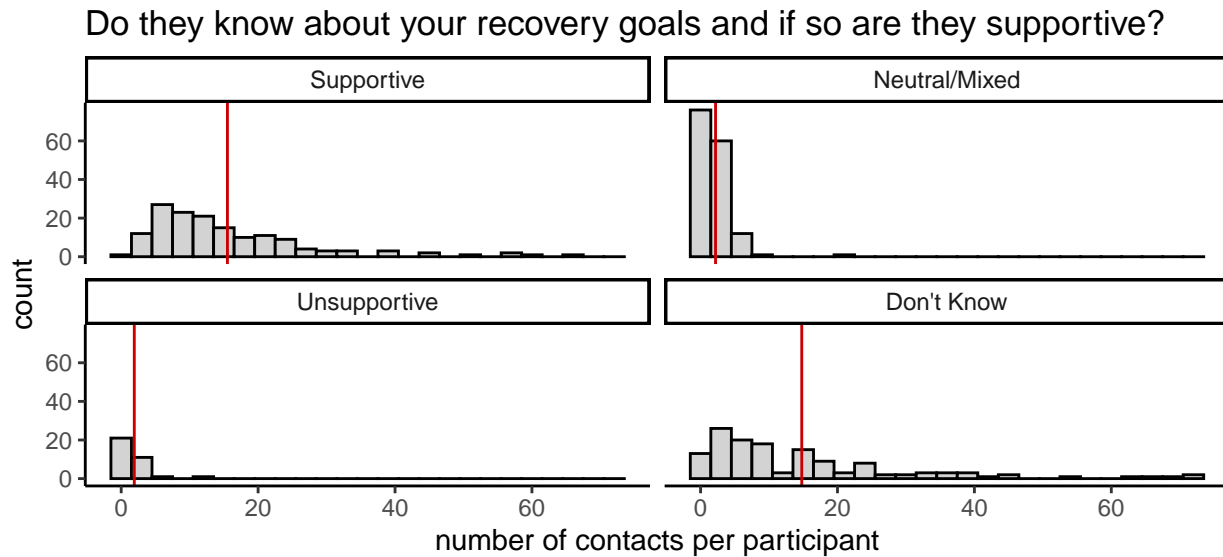 Do they know about your recovery goals and if so are they supportive?
Supportive
Neutral/Mixed
60
40
20
0
Unsupportive
Don't Know
60
40
20
0
count
0
20
40
60
0
20
40
60
number of contacts per participant